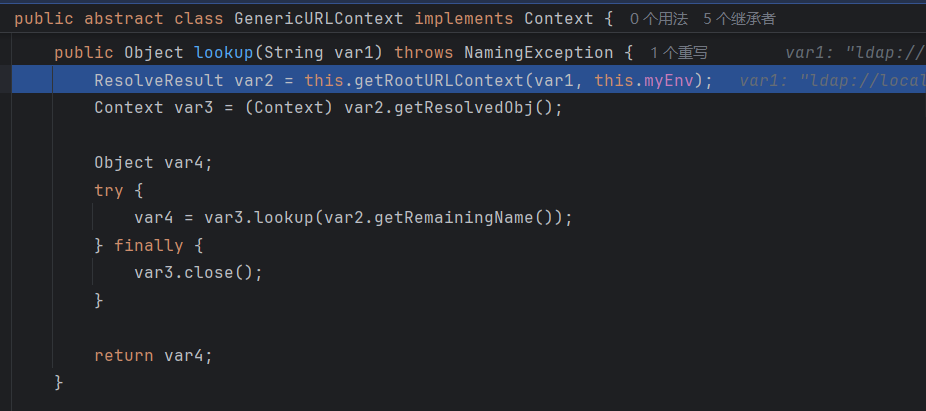 public abstract class GenericURLContext implements Context { 0个用法 5个继承者
public Object lookup(String var1) throws NamingException { 1个重写 var1: "ldap://
ResolveResult var2 = this.getRootURLContext(var1, this.myEnv); var1: "ldap://local
Context var3 = (Context) var2.getResolvedObj();
Object var4;
try {
var4 = var3.lookup(var2.getRemainingName());
} finally {
var3.close();
}
return var4;
}